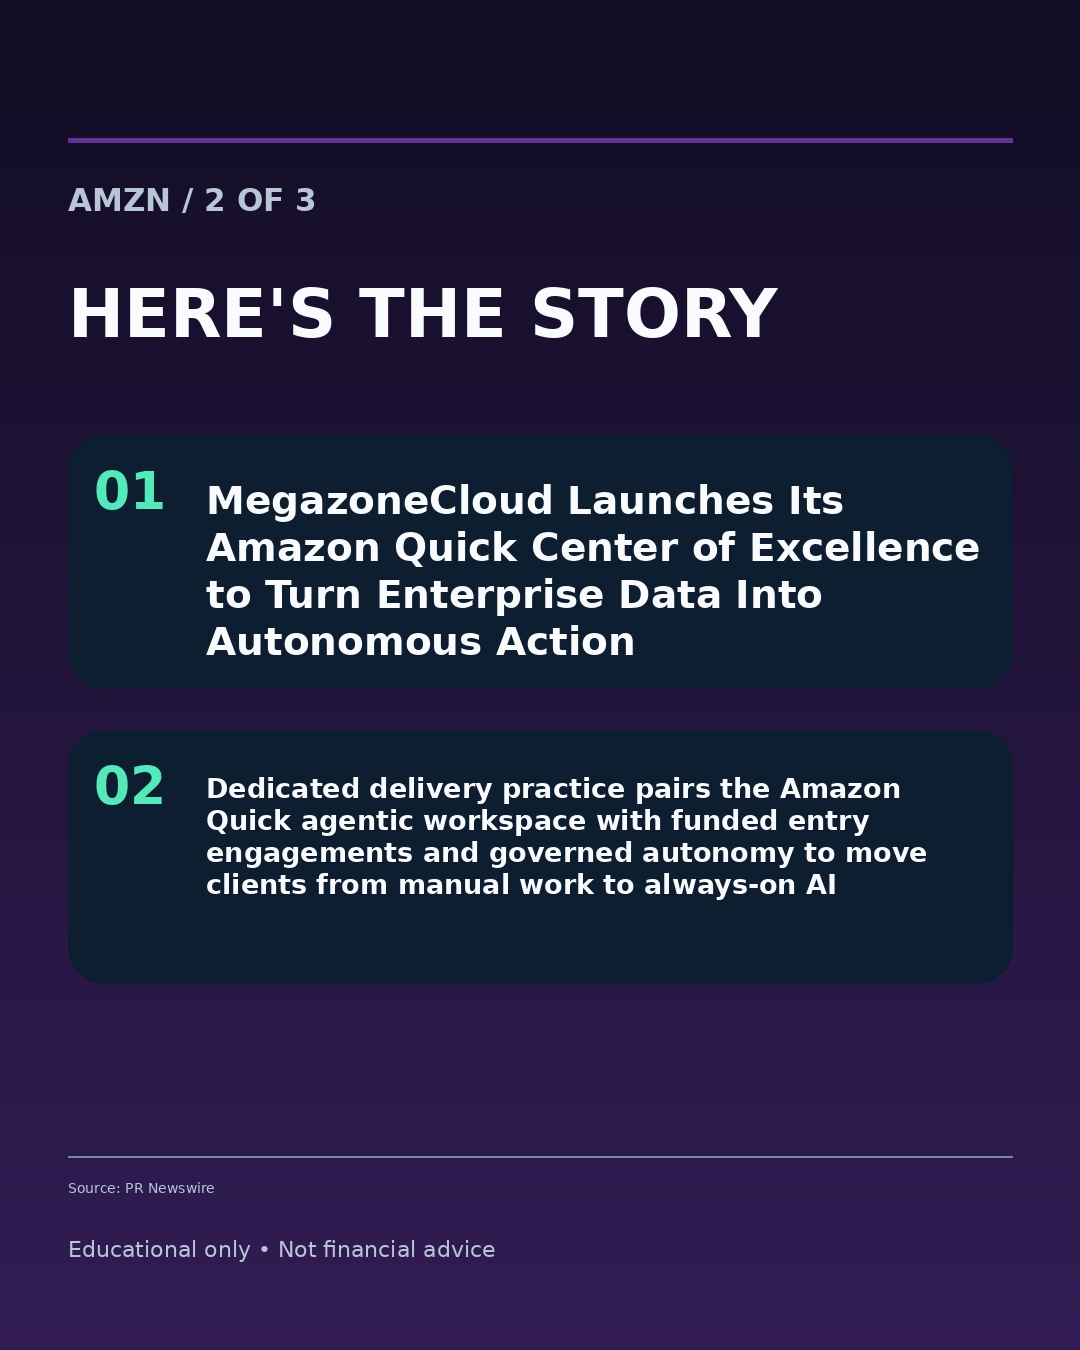 AMZN / 2 OF 3
HERE'S THE STORY
01
MegazoneCloud Launches Its
Amazon Quick Center of Excellence
to Turn Enterprise Data Into
Autonomous Action
02
Dedicated delivery practice pairs the Amazon
Quick agentic workspace with funded entry
engagements and governed autonomy to move
clients from manual work to always-on AI
Source: PR Newswire
Educational only • Not financial advice